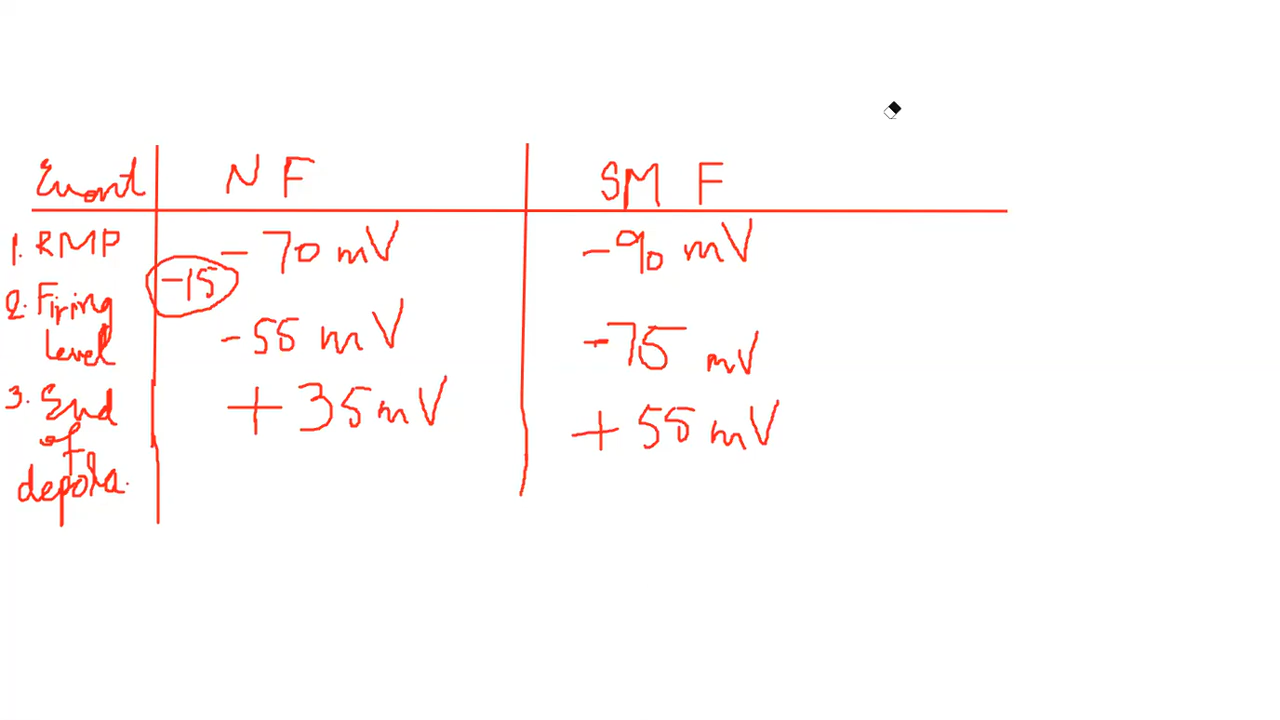 Event NF SMF
1. RMP - 70 mV -90 mV
-15
2. Firing
level -55 mV -75 mV
3. End + 35 mV + 55 mV
of
depola.